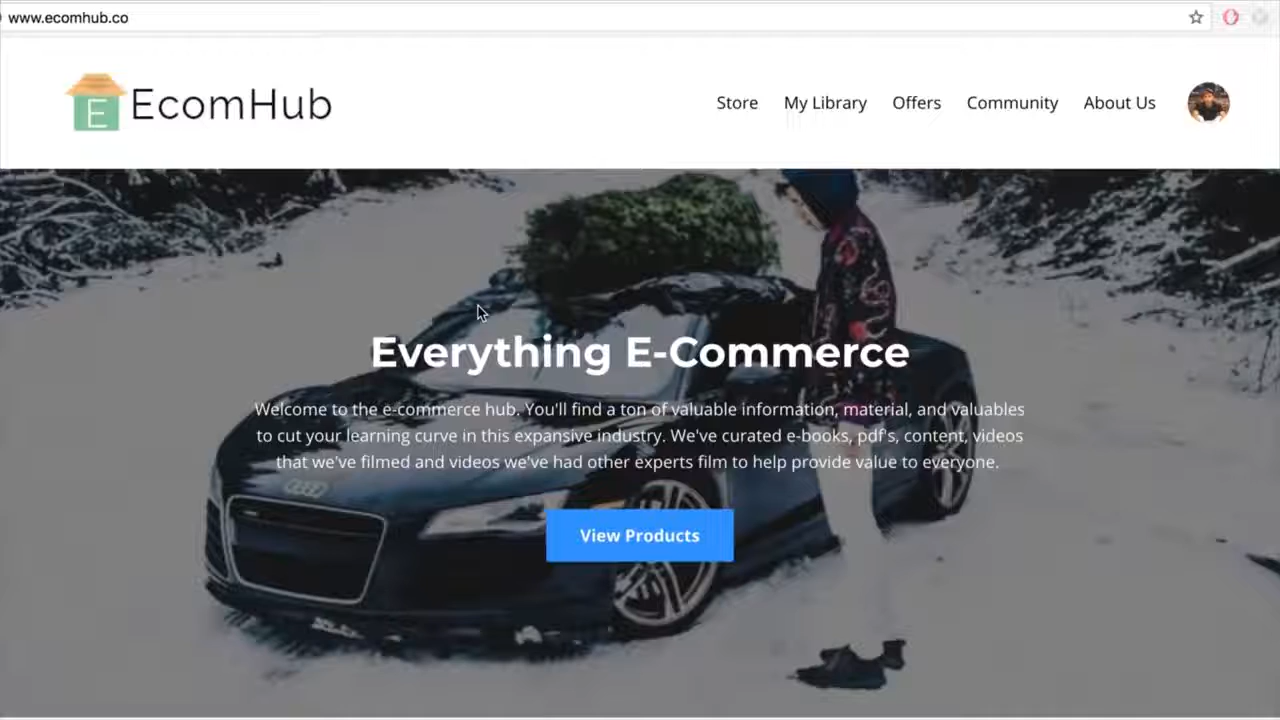 www.ecomhub.co
E EcomHub
Store My Library Offers Community About Us
Everything E-Commerce
Welcome to the e-commerce hub. You'll find a ton of valuable information, material, and valuables
to cut your learning curve in this expansive industry. We've curated e-books, pdf's, content, videos
that we've filmed and videos we've had other experts film to help provide value to everyone.
View Products